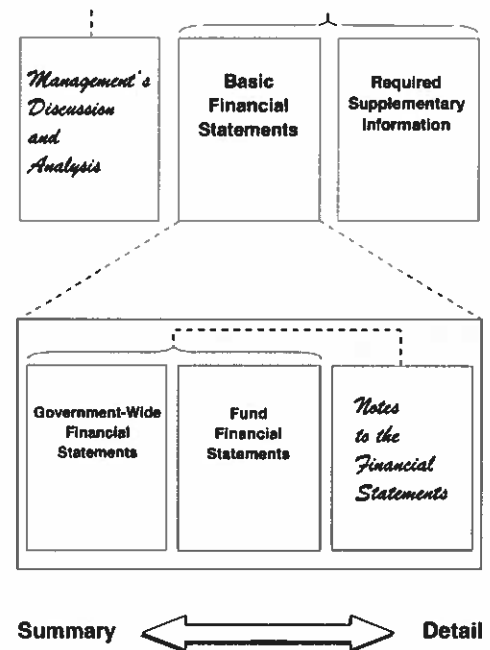 Management's
Discussion
and
Analysis
Basic
Financial
Statements
Required
Supplementary
Information
Government-Wide
Financial
Statements
Fund
Financial
Statements
Notes
to the
Financial
Statements
Summary
Detail